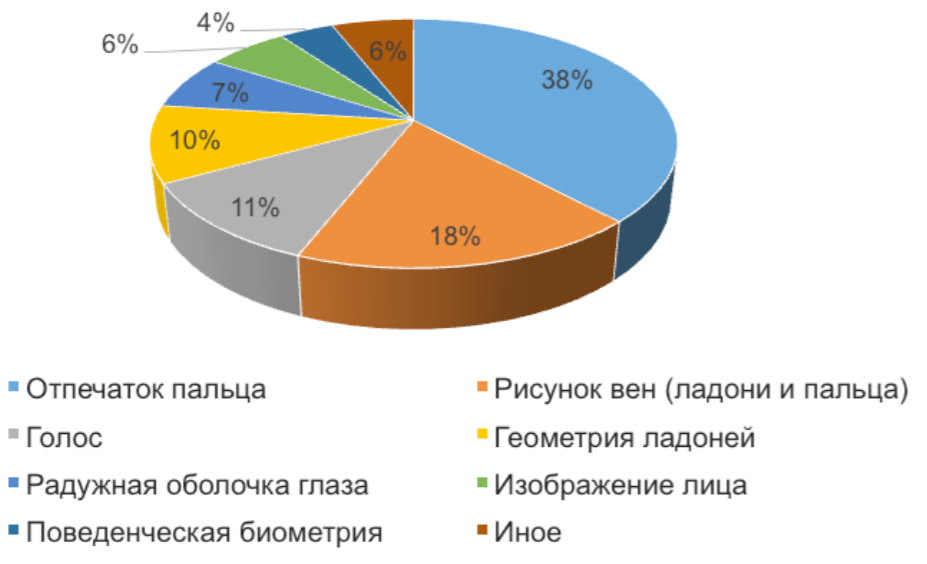 4%
6%
6%
38%
7%
10%
11%
18%
Отпечаток пальца
Рисунок вен (ладони и пальца)
Голос
Геометрия ладоней
Радужная оболочка глаза
Изображение лица
Поведенческая биометрия
Иное